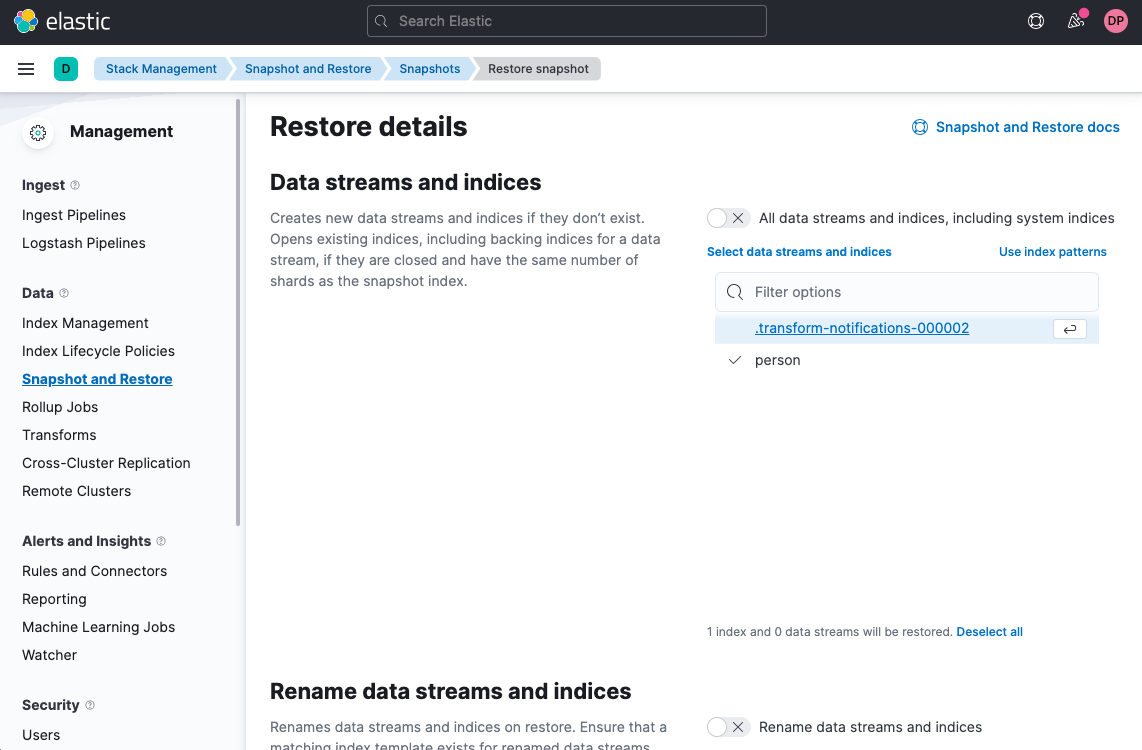 elastic
Search Elastic
DP
D
Stack Management
Snapshot and Restore
Snapshots
Restore snapshot
Management
Ingest
Ingest Pipelines
Logstash Pipelines
Data
Index Management
Index Lifecycle Policies
Snapshot and Restore
Rollup Jobs
Transforms
Cross-Cluster Replication
Remote Clusters
Alerts and Insights
Rules and Connectors
Reporting
Machine Learning Jobs
Watcher
Security
Users
Restore details
Snapshot and Restore docs
Data streams and indices
Creates new data streams and indices if they don’t exist.
Opens existing indices, including backing indices for a data
stream, if they are closed and have the same number of
shards as the snapshot index.
All data streams and indices, including system indices
Select data streams and indices
Use index patterns
Filter options
.transform-notifications-000002
person
1 index and 0 data streams will be restored. Deselect all
Rename data streams and indices
Renames data streams and indices on restore. Ensure that a
matching index template exists for renamed data streams.
Rename data streams and indices